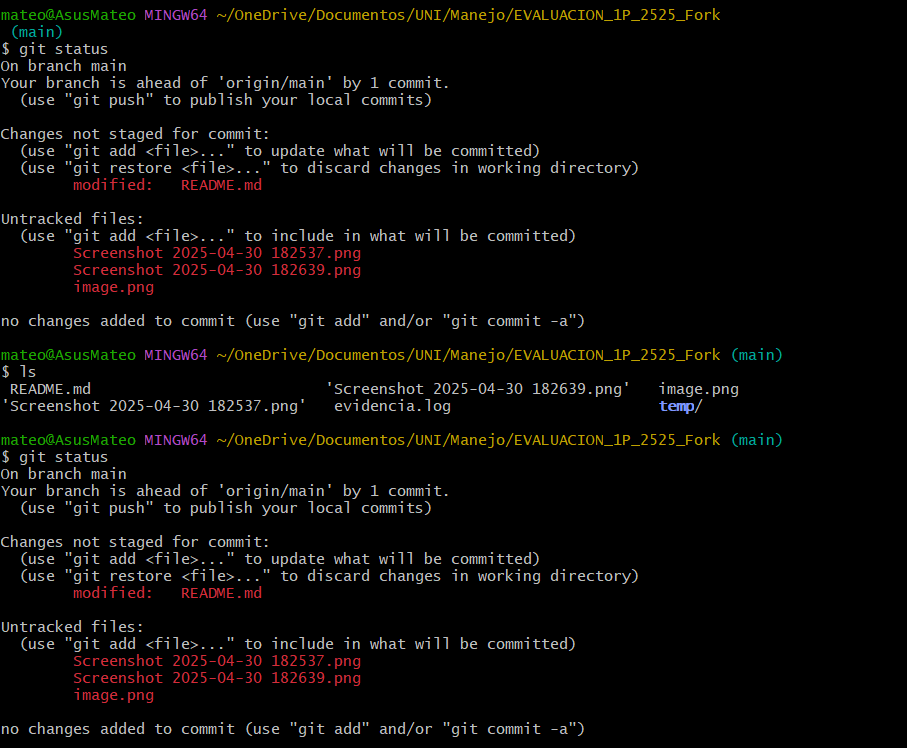 mateo@AsusMateo MINGW64 ~/OneDrive/Documentos/UNI/Manejo/EVALUACION_1P_2525_Fork
(main)
$ git status
On branch main
Your branch is ahead of 'origin/main' by 1 commit.
  (use "git push" to publish your local commits)

Changes not staged for commit:
  (use "git add <file>..." to update what will be committed)
  (use "git restore <file>..." to discard changes in working directory)
        modified:   README.md

Untracked files:
  (use "git add <file>..." to include in what will be committed)
        Screenshot 2025-04-30 182537.png
        Screenshot 2025-04-30 182639.png
        image.png

no changes added to commit (use "git add" and/or "git commit -a")

mateo@AsusMateo MINGW64 ~/OneDrive/Documentos/UNI/Manejo/EVALUACION_1P_2525_Fork (main)
$ ls
 README.md                          'Screenshot 2025-04-30 182639.png'   image.png
'Screenshot 2025-04-30 182537.png'   evidencia.log                       temp/

mateo@AsusMateo MINGW64 ~/OneDrive/Documentos/UNI/Manejo/EVALUACION_1P_2525_Fork (main)
$ git status
On branch main
Your branch is ahead of 'origin/main' by 1 commit.
  (use "git push" to publish your local commits)

Changes not staged for commit:
  (use "git add <file>..." to update what will be committed)
  (use "git restore <file>..." to discard changes in working directory)
        modified:   README.md

Untracked files:
  (use "git add <file>..." to include in what will be committed)
        Screenshot 2025-04-30 182537.png
        Screenshot 2025-04-30 182639.png
        image.png

no changes added to commit (use "git add" and/or "git commit -a")